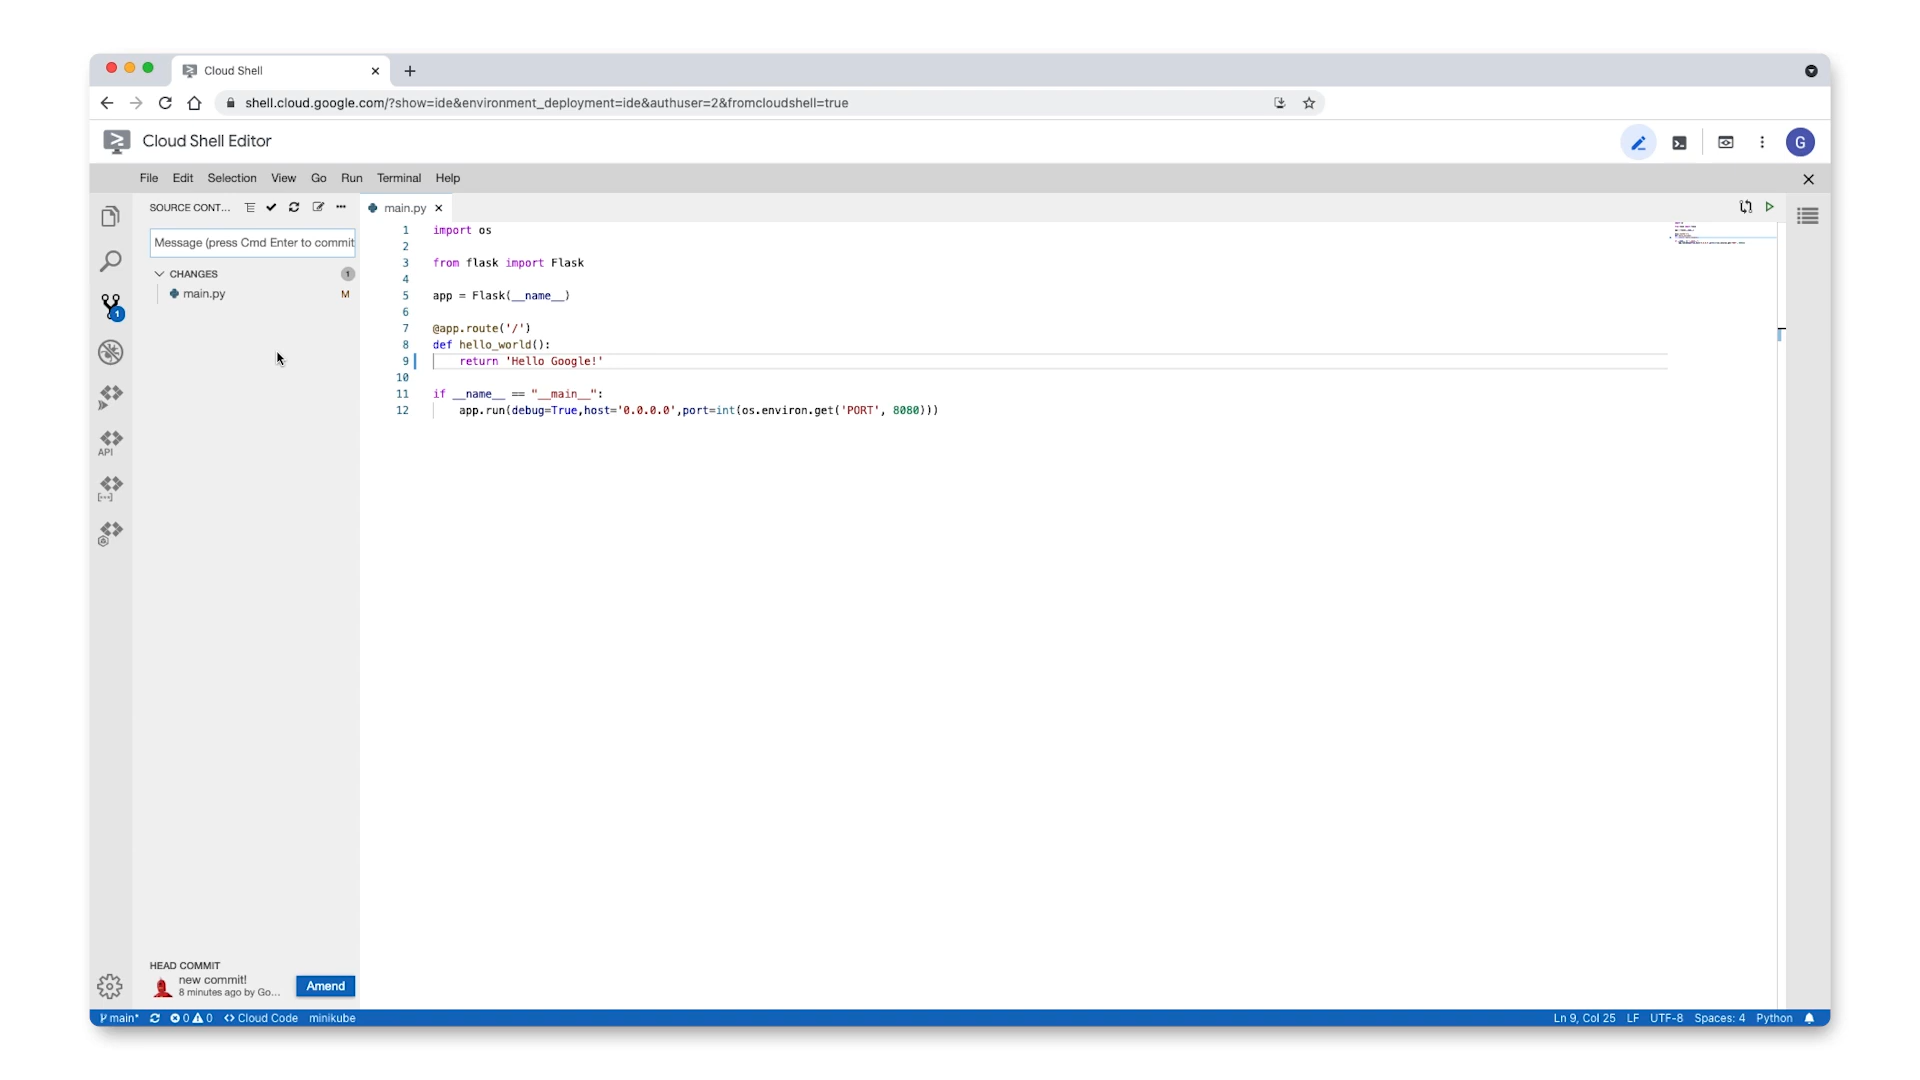 Cloud Shell
shell.cloud.google.com/?show=ide&environment_deployment=ide&authuser=2&fromcloudshell=true
Cloud Shell Editor
G
File Edit Selection View Go Run Terminal Help
SOURCE CONT...
main.py
Message (press Cmd Enter to commit
CHANGES 1
main.py M
1
API
1 import os
2
3 from flask import Flask
4
5 app = Flask(__name__)
6
7 @app.route('/')
8 def hello_world():
9 return 'Hello Google!'
10
11 if __name__ == "__main__":
12 app.run(debug=True,host='0.0.0.0',port=int(os.environ.get('PORT', 8080)))
HEAD COMMIT
new commit!
8 minutes ago by Go...
Amend
main* 0 0 Cloud Code minikube
Ln 9, Col 25 LF UTF-8 Spaces: 4 Python